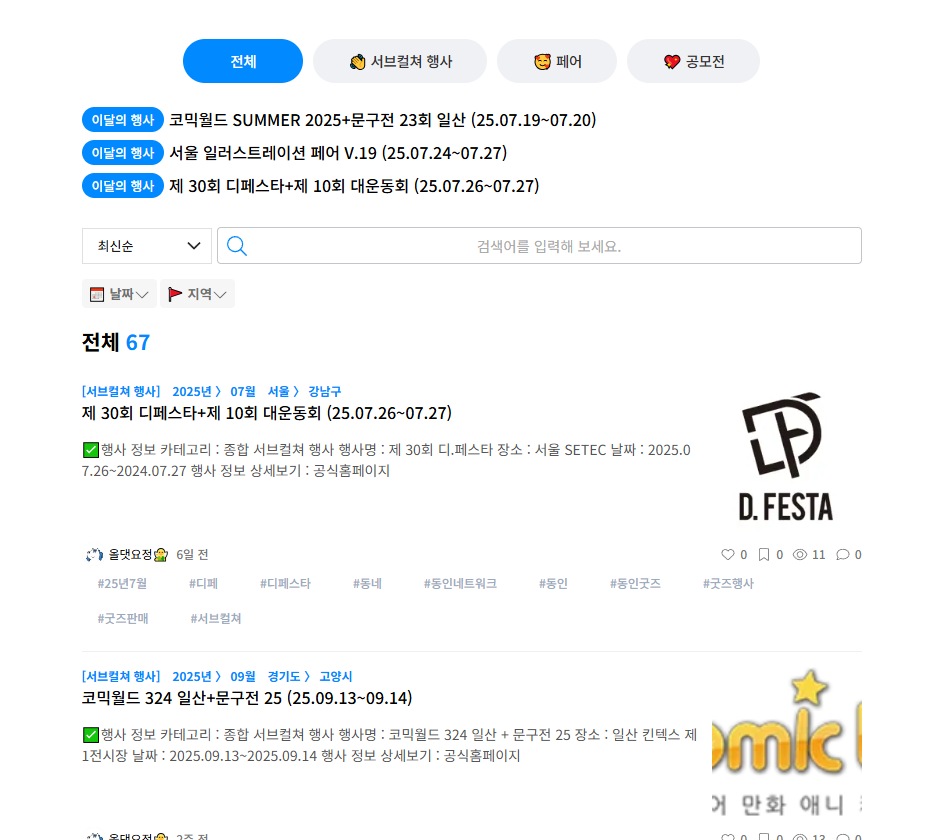 전체 👏 서브컬쳐 행사 🥰 페어 💖 공모전
이달의 행사 코믹월드 SUMMER 2025+문구전 23회 일산 (25.07.19~07.20)
이달의 행사 서울 일러스트레이션 페어 V.19 (25.07.24~07.27)
이달의 행사 제 30회 디페스타+제 10회 대운동회 (25.07.26~07.27)
최신순 검색어를 입력해 보세요.
날짜 지역
전체 67
[서브컬쳐 행사] 2025년 〉 07월 서울 〉 강남구
제 30회 디페스타+제 10회 대운동회 (25.07.26~07.27)
✅행사 정보 카테고리 : 종합 서브컬쳐 행사 행사명 : 제 30회 디.페스타 장소 : 서울 SETEC 날짜 : 2025.0
7.26~2024.07.27 행사 정보 상세보기 : 공식홈페이지
D. FESTA
올댓요정 6일 전 0 0 11 0
#25년7월 #디페 #디페스타 #동네 #동인네트워크 #동인 #동인굿즈 #굿즈행사
#굿즈판매 #서브컬쳐
[서브컬쳐 행사] 2025년 〉 09월 경기도 〉 고양시
코믹월드 324 일산+문구전 25 (25.09.13~09.14)
✅행사 정보 카테고리 : 종합 서브컬쳐 행사 행사명 : 코믹월드 324 일산 + 문구전 25 장소 : 일산 킨텍스 제
1전시장 날짜 : 2025.09.13~2025.09.14 행사 정보 상세보기 : 공식홈페이지
omic
어 만화 애니
올댓요정 2주 전 0 0 13 0